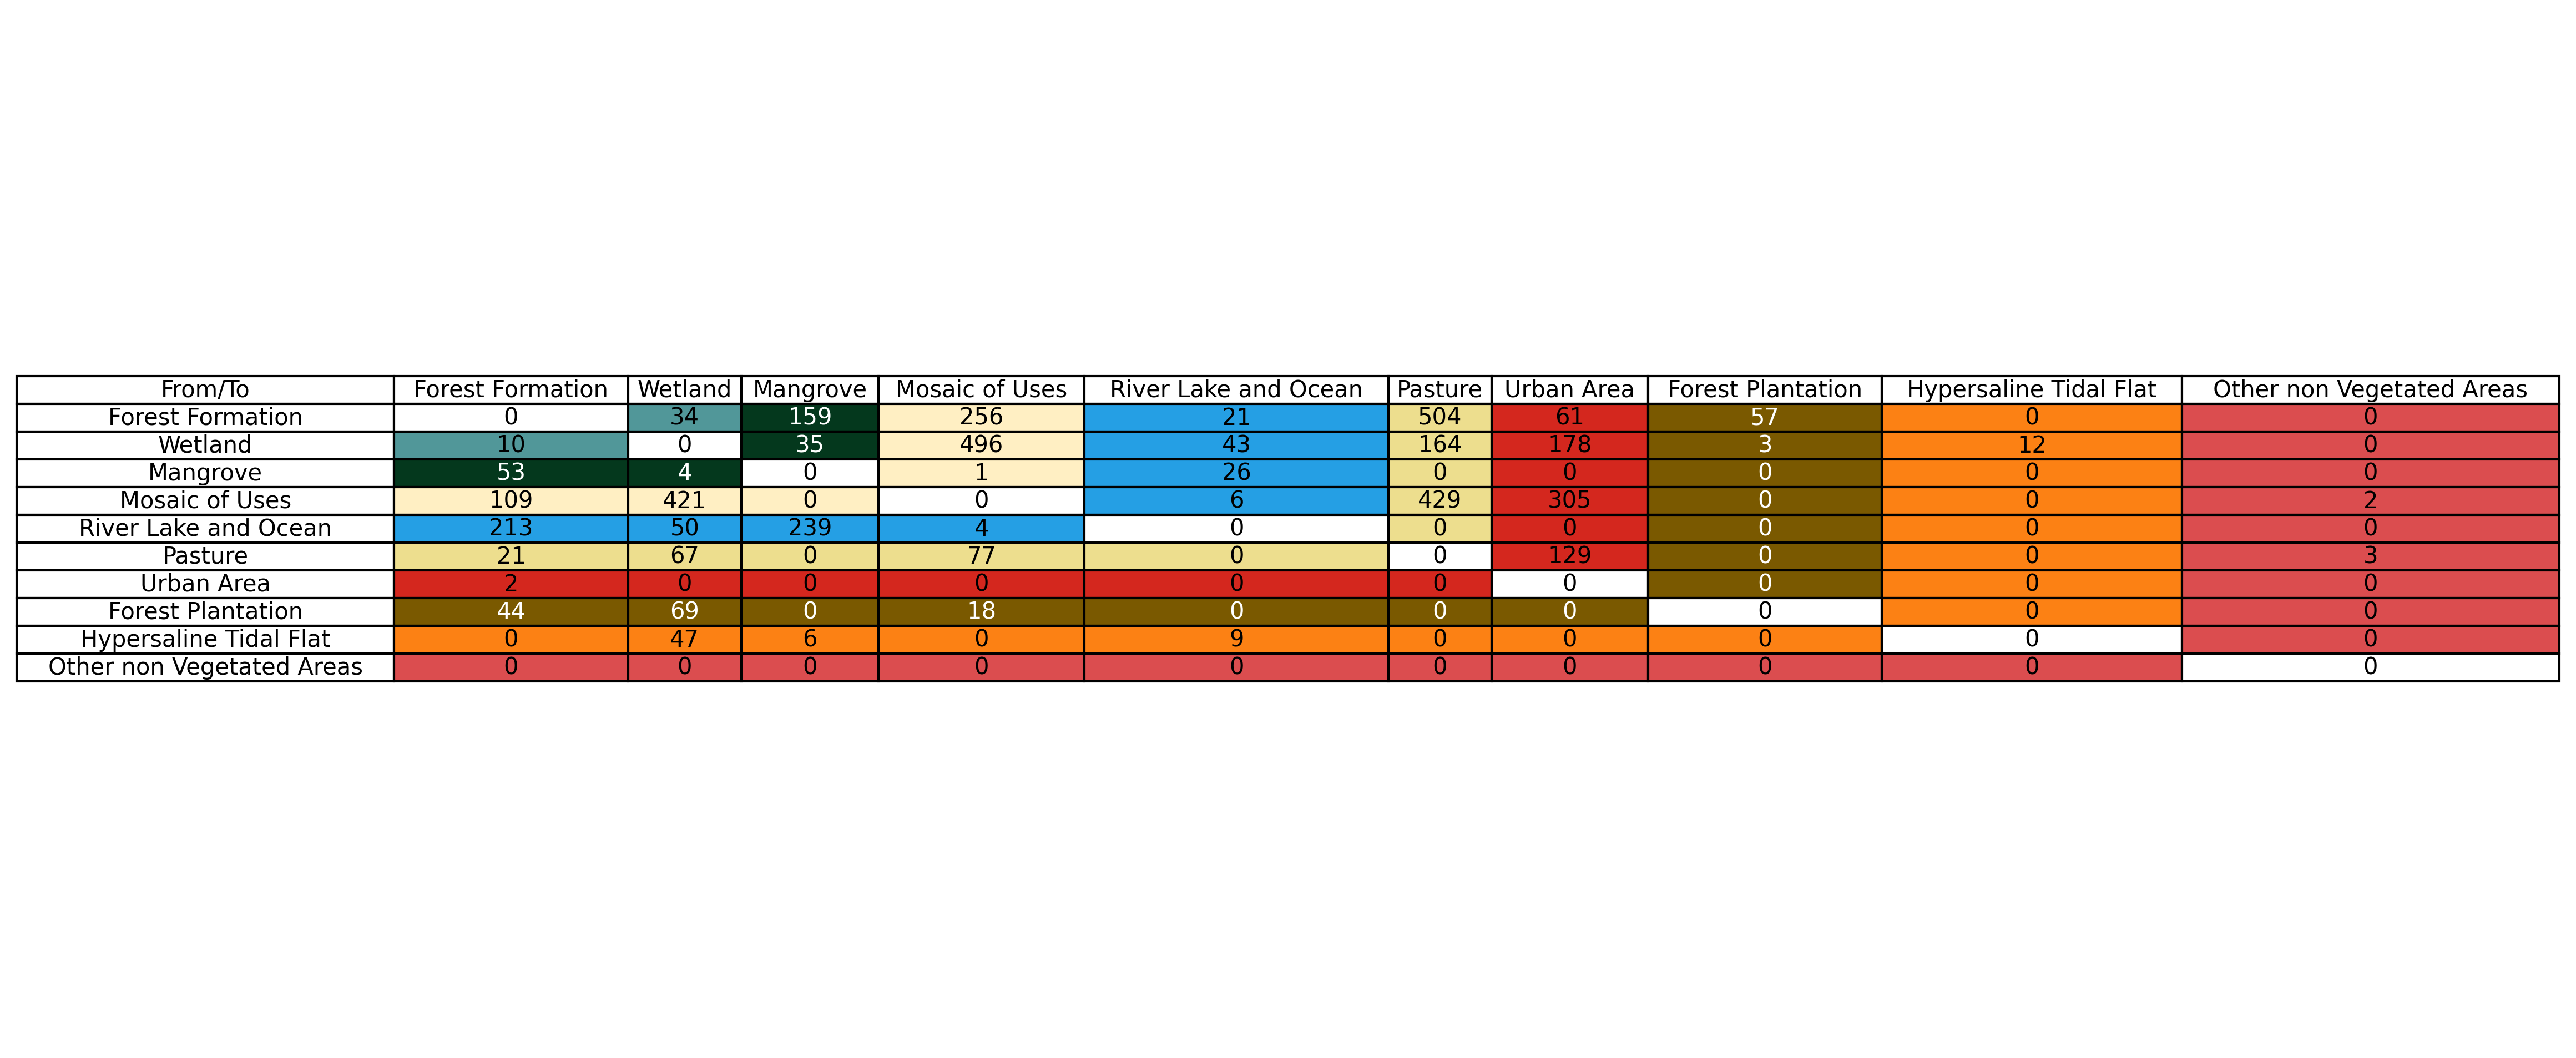 From/To Forest Formation Wetland Mangrove Mosaic of Uses River Lake and Ocean Pasture Urban Area Forest Plantation Hypersaline Tidal Flat Other non Vegetated Areas
Forest Formation 0 34 159 256 21 504 61 57 0 0
Wetland 10 0 35 496 43 164 178 3 12 0
Mangrove 53 4 0 1 26 0 0 0 0 0
Mosaic of Uses 109 421 0 0 6 429 305 0 0 2
River Lake and Ocean 213 50 239 4 0 0 0 0 0 0
Pasture 21 67 0 77 0 0 129 0 0 3
Urban Area 2 0 0 0 0 0 0 0 0 0
Forest Plantation 44 69 0 18 0 0 0 0 0 0
Hypersaline Tidal Flat 0 47 6 0 9 0 0 0 0 0
Other non Vegetated Areas 0 0 0 0 0 0 0 0 0 0